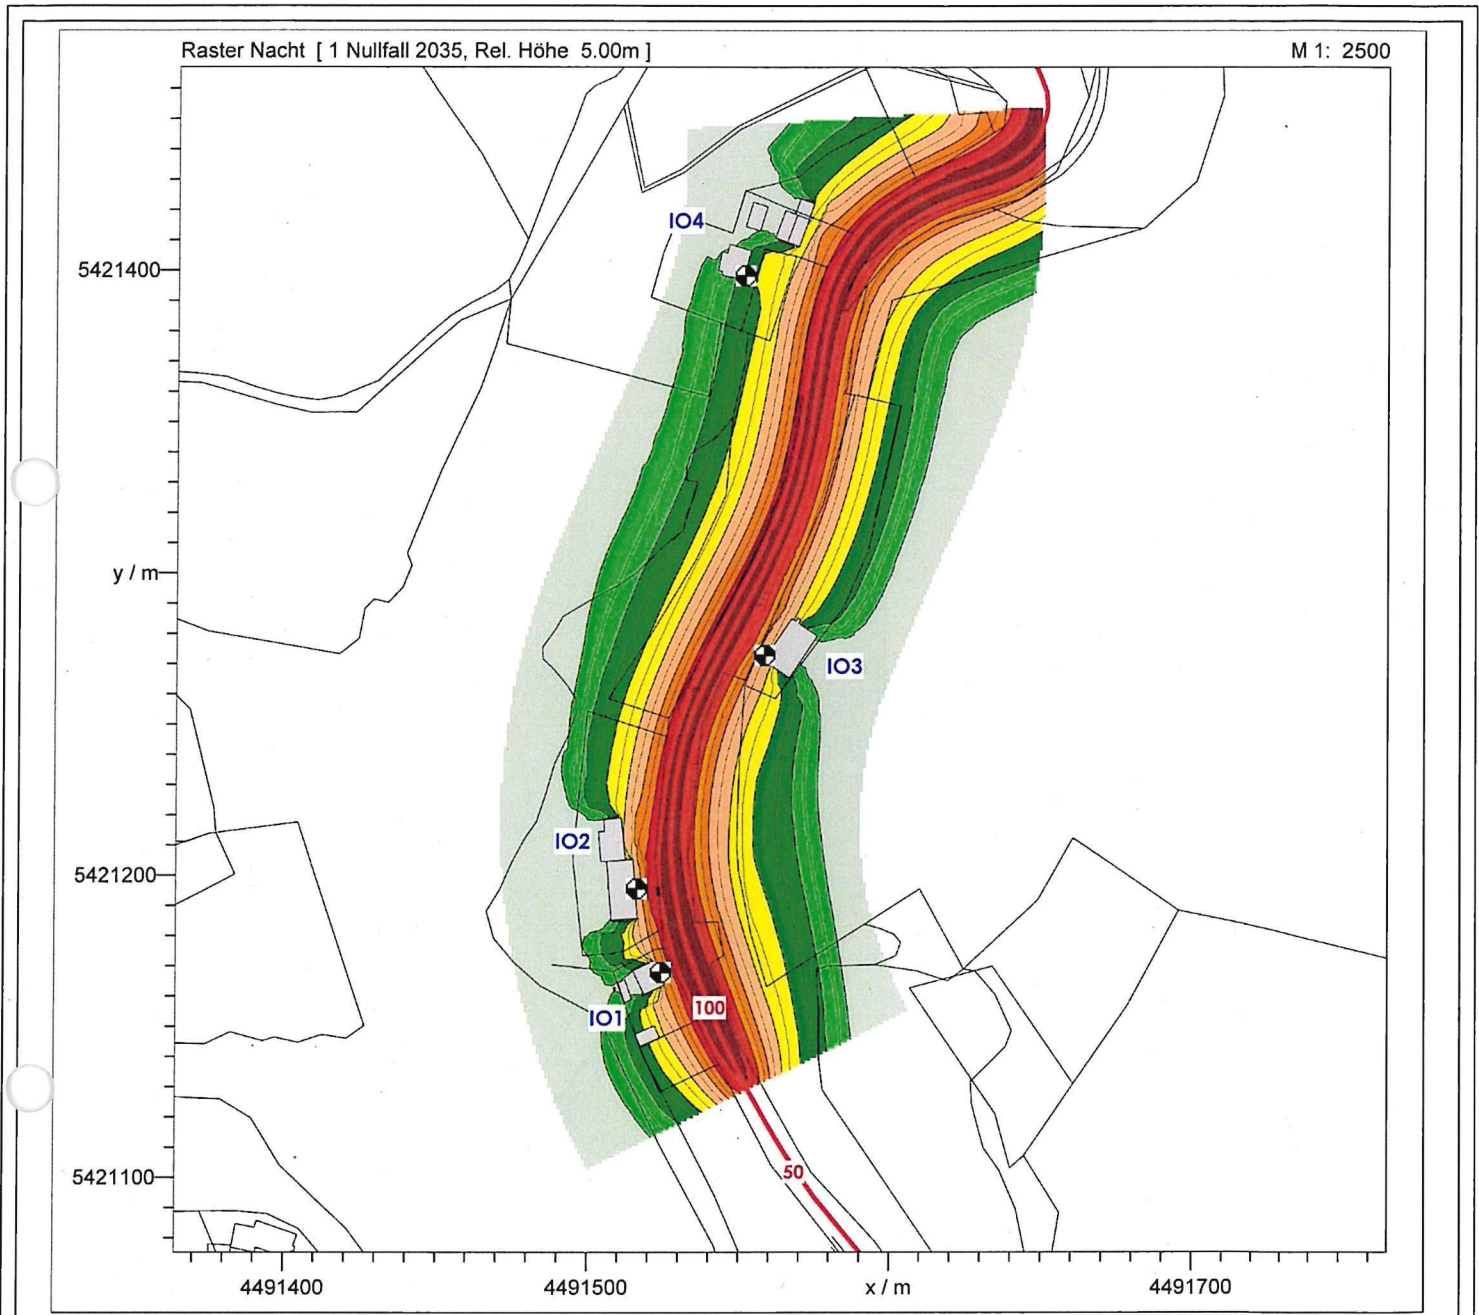 Raster Nacht [ 1 Nullfall 2035, Rel. Höhe 5.00m ]
M 1: 2500
IO4
5421400
y / m
IO3
IO2
5421200
100
IO1
50
5421100
4491400
4491500
x / m
4491700